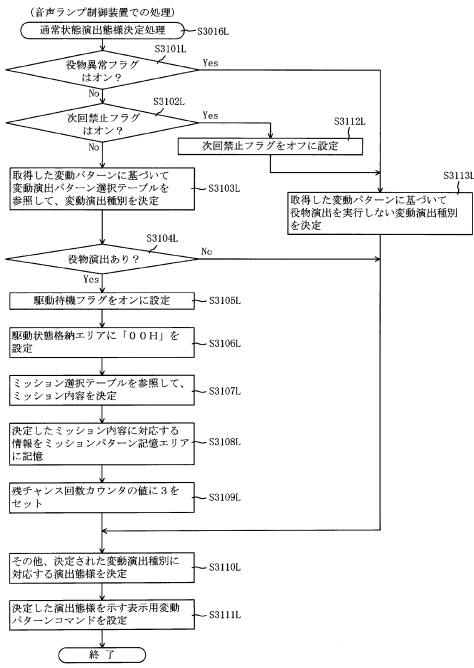 (音声ランプ制御装置での処理)
通常状態演出態様決定処理
S3016L
役物異常フラグ
はオン?
S3101L
Yes
No
次回禁止フラグ
はオン?
S3102L
Yes
No
次回禁止フラグをオフに設定
S3112L
取得した変動パターンに基づいて
変動演出パターン選択テーブルを
参照して、変動演出種別を決定
S3103L
取得した変動パターンに基づいて
役物演出を実行しない変動演出種別
を決定
S3113L
役物演出あり?
S3104L
No
Yes
駆動待機フラグをオンに設定
S3105L
駆動状態格納エリアに「00H」を
設定
S3106L
ミッション選択テーブルを参照して、
ミッション内容を決定
S3107L
決定したミッション内容に対応する
情報をミッションパターン記憶エリア
に記憶
S3108L
残チャンス回数カウンタの値に3を
セット
S3109L
その他、決定された変動演出種別に
対応する演出態様を決定
S3110L
決定した演出態様を示す表示用変動
パターンコマンドを設定
S3111L
終了